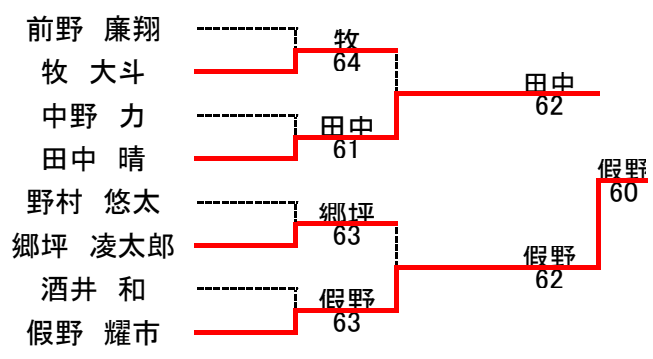 前野　廉翔
牧　大斗
中野　力
田中　晴
野村　悠太
郷坪　凌太郎
酒井　和
假野　耀市
牧
64
田中
61
郷坪
63
假野
63
田中
62
假野
62
假野
60